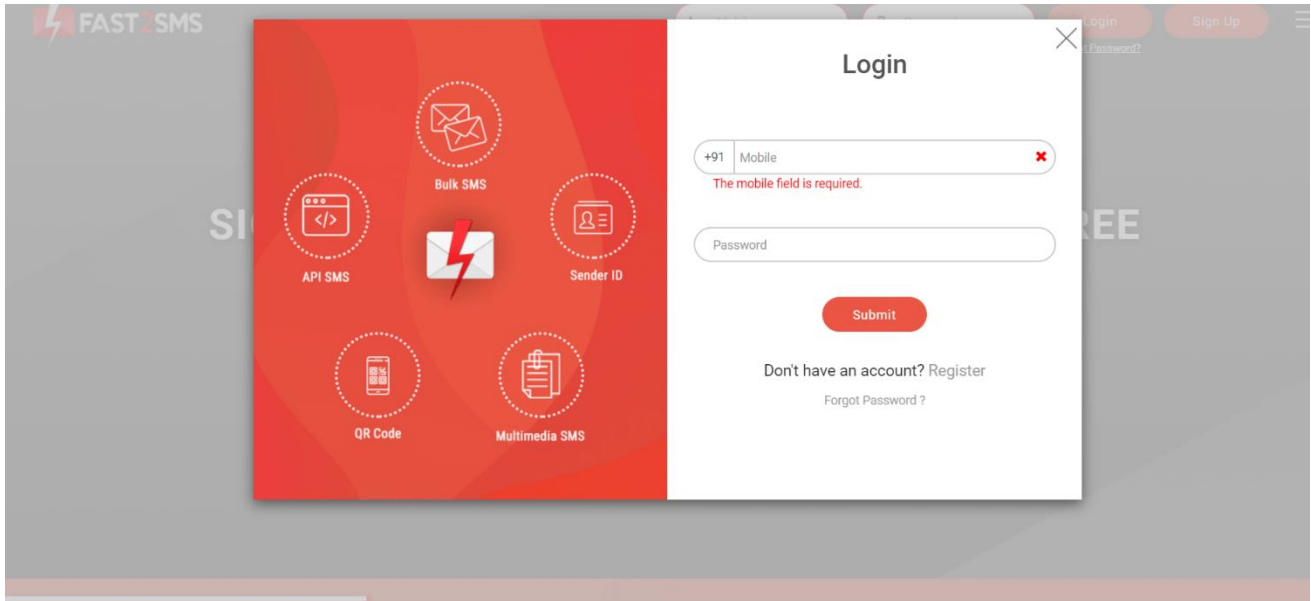 FAST2SMS
Login
Sign Up
Password?
Login
Bulk SMS
API SMS
Sender ID
QR Code
Multimedia SMS
+91 Mobile
The mobile field is required.
Password
Submit
Don't have an account? Register
Forgot Password ?